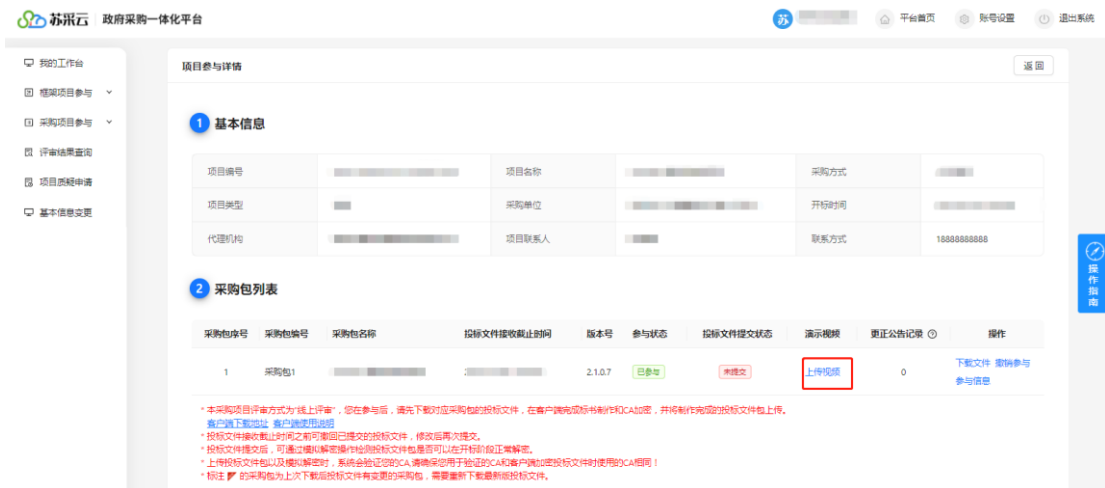 苏采云 政府采购一体化平台
苏 平台首页 账号设置 退出系统
我的工作台
框架项目参与
采购项目参与
评审结果查询
项目质疑申请
基本信息变更
项目参与详情 返回
1 基本信息
项目编号 项目名称 采购方式
项目类型 采购单位 开标时间
代理机构 项目联系人 联系方式 18888888888
操作指南
2 采购包列表
采购包序号 采购包编号 采购包名称 投标文件接收截止时间 版本号 参与状态 投标文件提交状态 演示视频 更正公告记录 操作
1 采购包1 2.1.0.7 已参与 未提交 上传视频 0 下载文件 撤销参与
参与信息
* 本采购项目评审方式为"线上评审"，您在参与后，请先下载对应采购包的投标文件，在客户端完成标书制作和CA加密，并将制作完成的投标文件包上传。
客户端下载地址 客户端使用说明
* 投标文件接收截止时间之前可撤回已提交的投标文件，修改后再次提交。
* 投标文件提交后，可通过模拟解密操作检测投标文件包是否可以在开标阶段正常解密。
* 上传投标文件包以及模拟解密时，系统会验证您的CA,请确保您用于验证的CA和客户端加密投标文件时使用的CA相同！
* 标注 的采购包为上次下载后投标文件有变更的采购包，需要重新下载最新版投标文件。